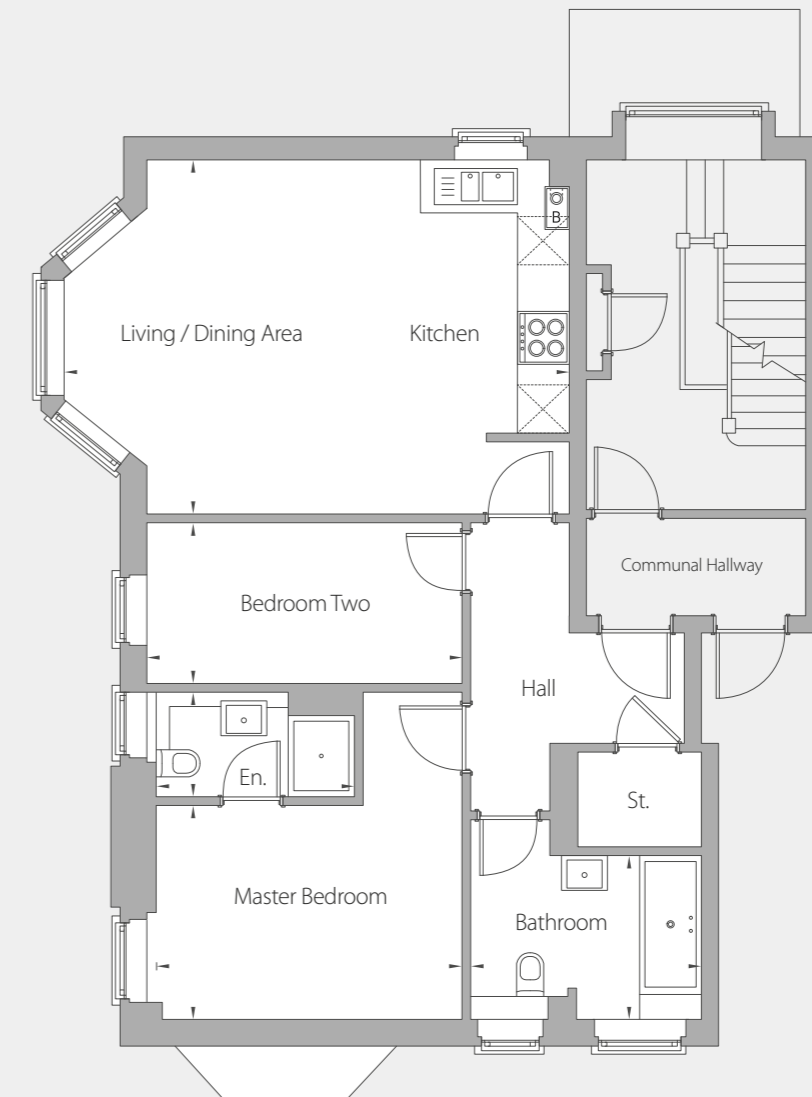 B
Living / Dining Area
Kitchen
Communal Hallway
Bedroom Two
Hall
En.
St.
Master Bedroom
Bathroom